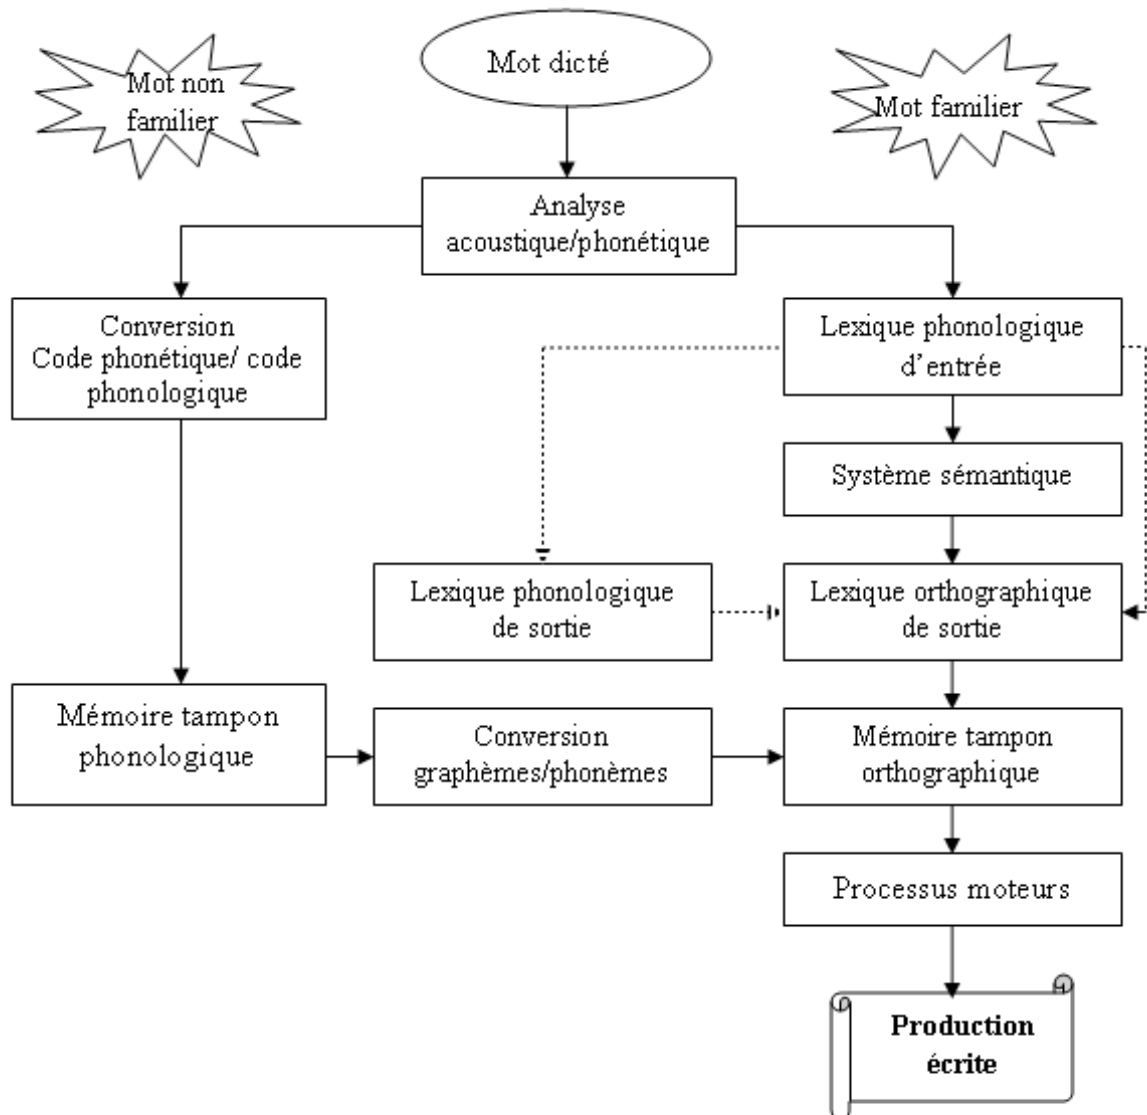 Mot non
familier
Mot dicté
Mot familier
Analyse
acoustique/phonétique
Conversion
Code phonétique/ code
phonologique
Lexique phonologique
d'entrée
Système sémantique
Lexique phonologique
de sortie
Lexique orthographique
de sortie
Mémoire tampon
phonologique
Conversion
graphèmes/phonèmes
Mémoire tampon
orthographique
Processus moteurs
Production
écrite